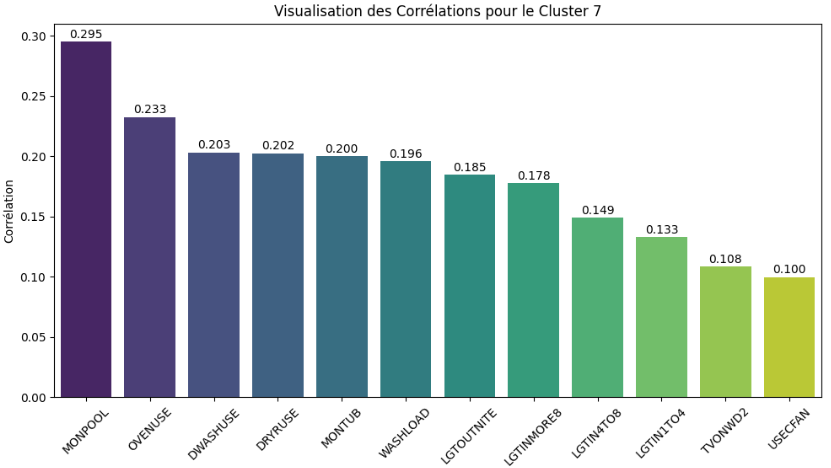 Visualisation des Corrélations pour le Cluster 7
Corrélation
0.30
0.25
0.20
0.15
0.10
0.05
0.00
0.295
0.233
0.203
0.202
0.200
0.196
0.185
0.178
0.149
0.133
0.108
0.100
MONPOOL
OVENUSE
DWASHUSE
DRYRUSE
MONTUB
WASHLOAD
LGTOUTNITE
LGTINMORE8
LGTIN4TO8
LGTIN1TO4
TVONWD2
USECFAN